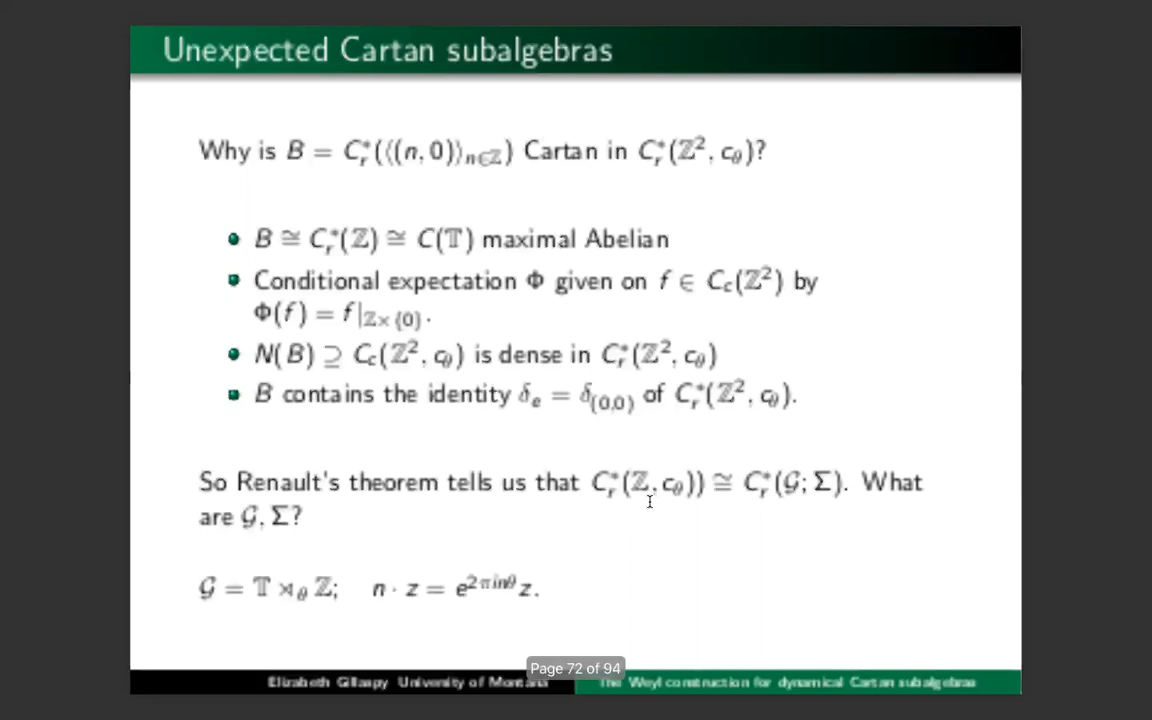 Unexpected Cartan subalgebras
Why is B = C*_r(⟨(n, 0)⟩_{n∈ℤ}) Cartan in C*_r(ℤ², c_θ)?
• B ≅ C*_r(ℤ) ≅ C(𝕋) maximal Abelian
• Conditional expectation Φ given on f ∈ C_c(ℤ²) by
Φ(f) = f|_{ℤ×{0}}.
• N(B) ⊇ C_c(ℤ², c_θ) is dense in C*_r(ℤ², c_θ)
• B contains the identity δ_e = δ_{(0,0)} of C*_r(ℤ², c_θ).
So Renault's theorem tells us that C*_r(ℤ, c_θ)) ≅ C*_r(𝒢; Σ). What
are 𝒢, Σ?
𝒢 = 𝕋 ⋊_θ ℤ; n · z = e^{2πinθ} z.
Page 72 of 94
Elizabeth Gillaspy University of Montana
The Weyl construction for dynamical Cartan subalgebras